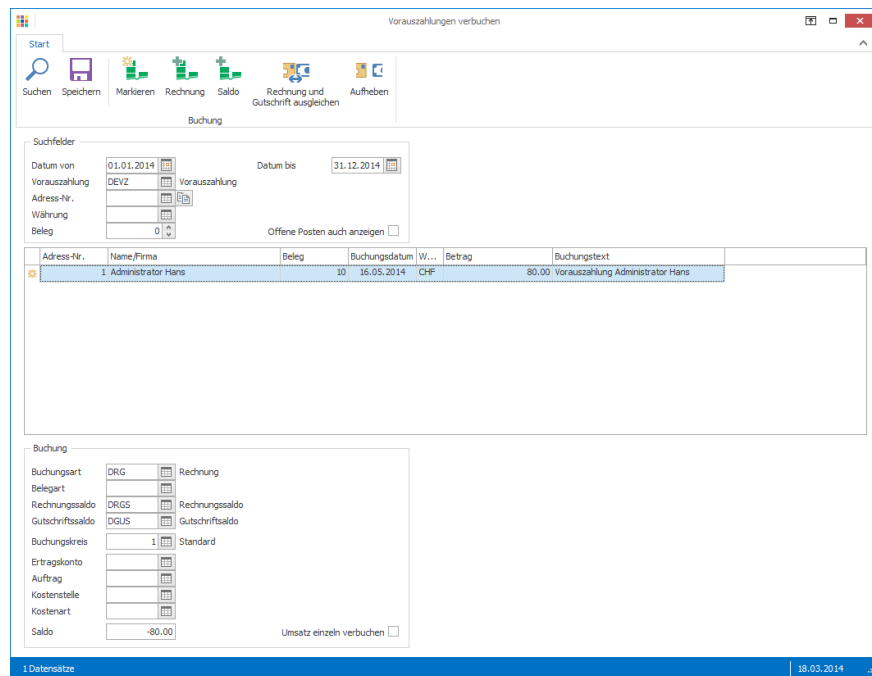 Vorauszahlungen verbuchen
Start
Suchen Speichern Markieren Rechnung Saldo Rechnung und Gutschrift ausgleichen Aufheben
Buchung
Suchfelder
Datum von 01.01.2014 Datum bis 31.12.2014
Vorauszahlung DEVZ Vorauszahlung
Adress-Nr.
Währung
Beleg 0 Offene Posten auch anzeigen
Adress-Nr. Name/Firma Beleg Buchungsdatum W... Betrag Buchungstext
1 Administrator Hans 10 16.05.2014 CHF 80.00 Vorauszahlung Administrator Hans
Buchung
Buchungsart DRG Rechnung
Belegart
Rechnungssaldo DRGS Rechnungssaldo
Gutschriftssaldo DGUS Gutschriftsaldo
Buchungskreis 1 Standard
Ertragskonto
Auftrag
Kostenstelle
Kostenart
Saldo -80.00 Umsatz einzeln verbuchen
1 Datensätze 18.03.2014